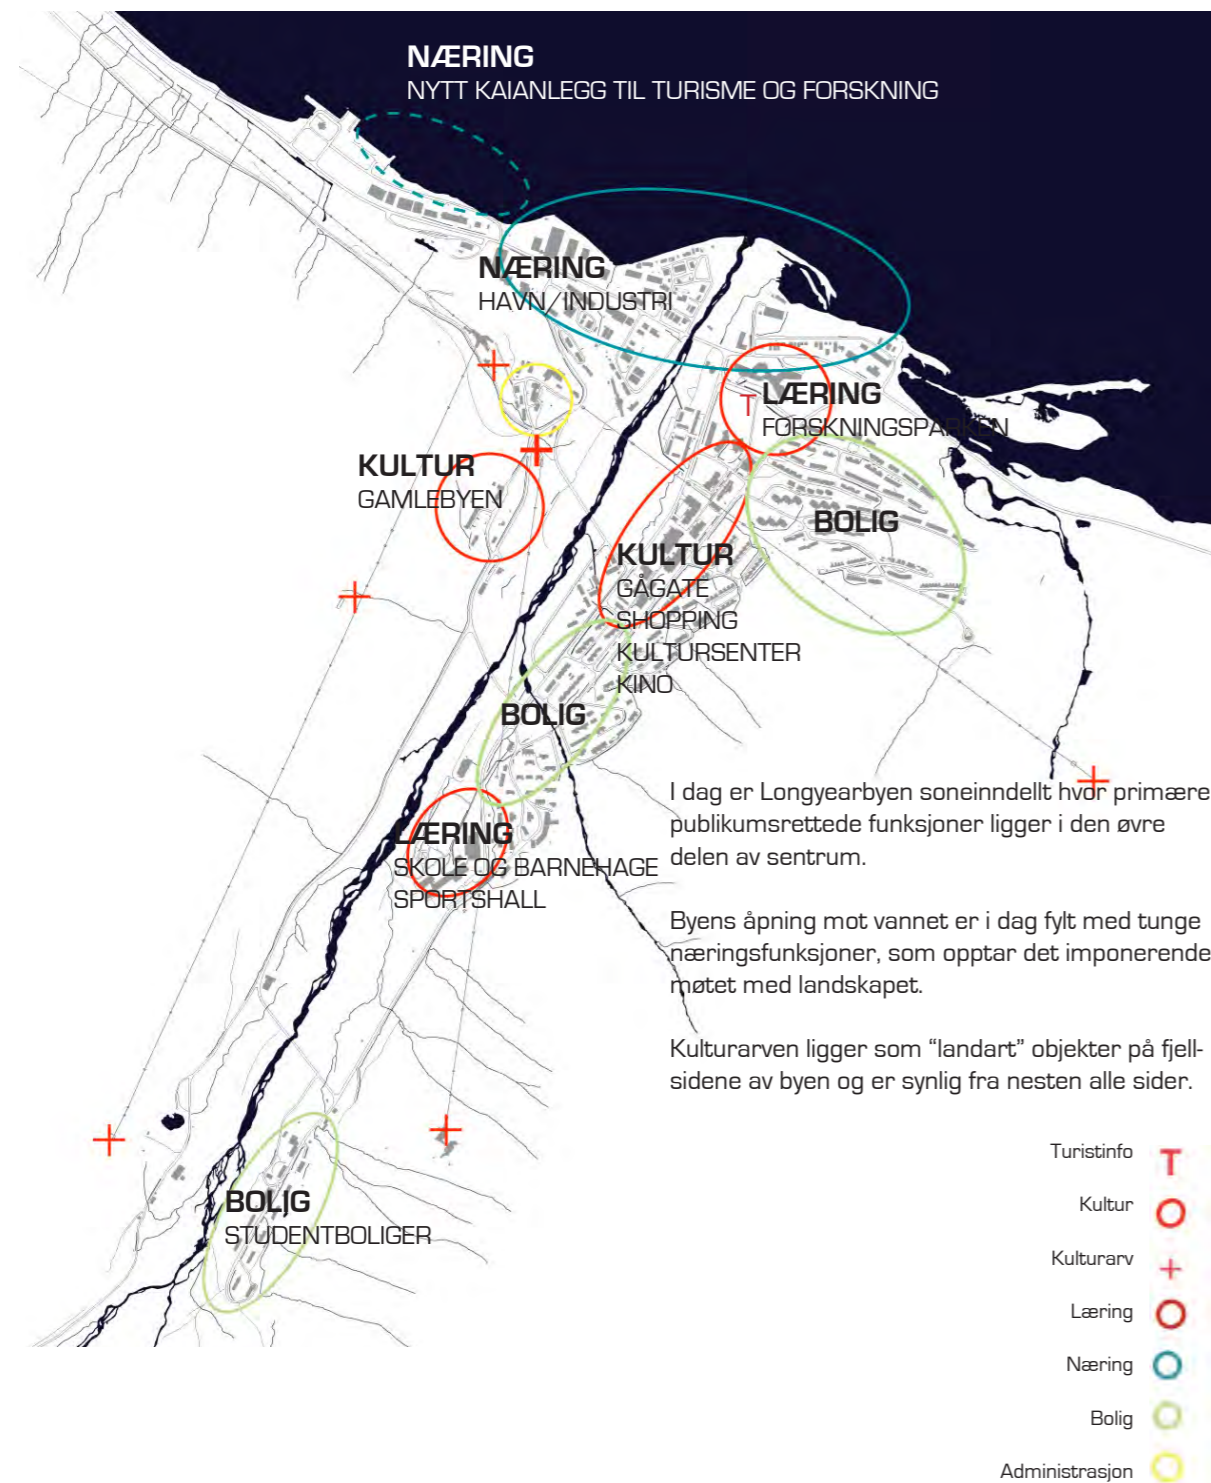 NÆRING
NYTT KAIANLEGG TIL TURISME OG FORSKNING
NÆRING
HAVN/INDUSTRI
T
LÆRING
FORSKNINGSPARKEN
KULTUR
GAMLEBYEN
BOLIG
KULTUR
GÅGATE
SHOPPING
KULTURSENTER
KINO
BOLIG
LÆRING
SKOLE OG BARNEHAGE
SPORTSHALL
I dag er Longyearbyen soneinndellt hvor primære
publikumsrettede funksjoner ligger i den øvre
delen av sentrum.
Byens åpning mot vannet er i dag fylt med tunge
næringsfunksjoner, som opptar det imponerende
møtet med landskapet.
Kulturarven ligger som “landart” objekter på fjell-
sidene av byen og er synlig fra nesten alle sider.
BOLIG
STUDENTBOLIGER
Turistinfo T
Kultur
Kulturarv
Læring
Næring
Bolig
Administrasjon